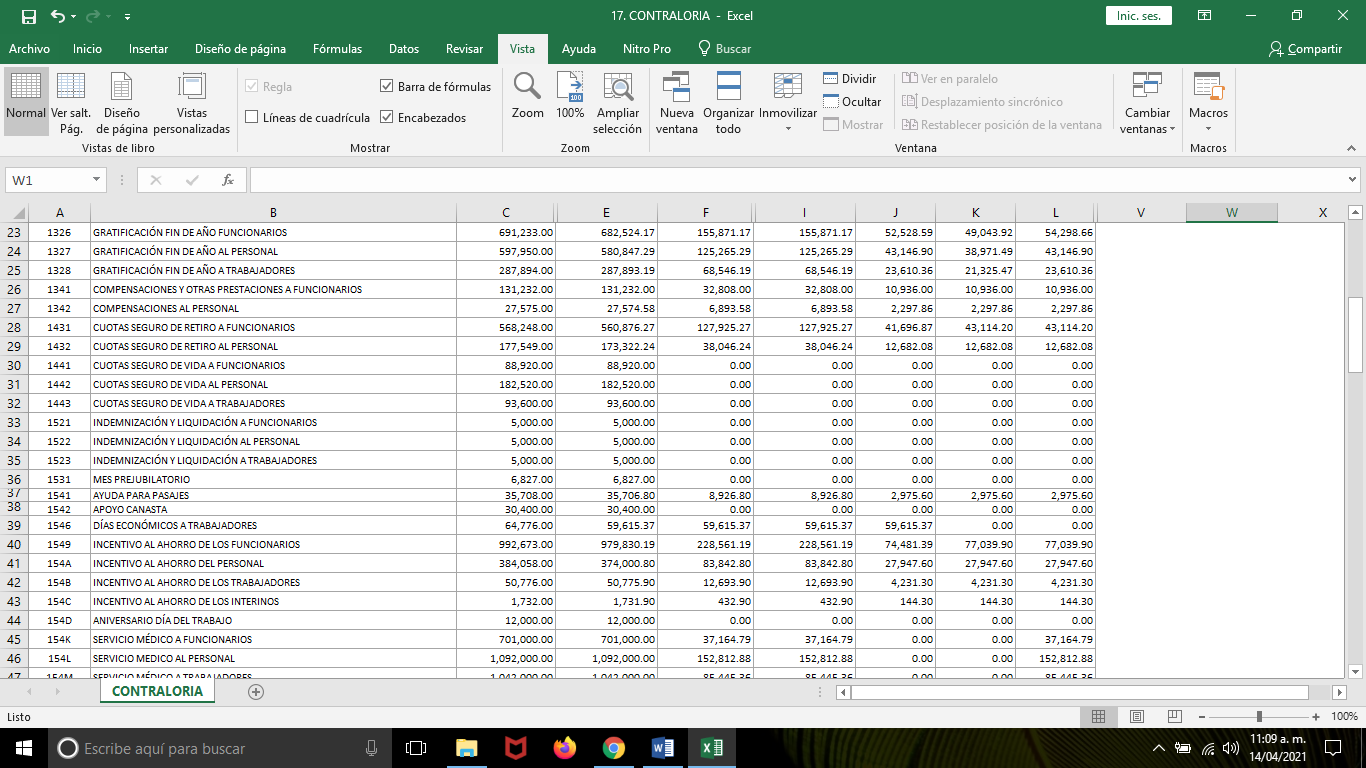 17. CONTRALORIA - Excel
Inic. ses.
Archivo Inicio Insertar Diseño de página Fórmulas Datos Revisar Vista Ayuda Nitro Pro Buscar Compartir
Normal Ver salt. Pág. Diseño de página Vistas personalizadas
Vistas de libro
Regla Barra de fórmulas
Líneas de cuadrícula Encabezados
Mostrar
Zoom 100% Ampliar selección
Zoom
Nueva ventana Organizar todo Inmovilizar
Dividir
Ocultar
Mostrar
Ver en paralelo
Desplazamiento sincrónico
Restablecer posición de la ventana
Cambiar ventanas
Ventana
Macros
Macros
W1 fx
A B C E F I J K L V W X
23 1326 GRATIFICACIÓN FIN DE AÑO FUNCIONARIOS 691,233.00 682,524.17 155,871.17 155,871.17 52,528.59 49,043.92 54,298.66
24 1327 GRATIFICACIÓN FIN DE AÑO AL PERSONAL 597,950.00 580,847.29 125,265.29 125,265.29 43,146.90 38,971.49 43,146.90
25 1328 GRATIFICACIÓN FIN DE AÑO A TRABAJADORES 287,894.00 287,893.19 68,546.19 68,546.19 23,610.36 21,325.47 23,610.36
26 1341 COMPENSACIONES Y OTRAS PRESTACIONES A FUNCIONARIOS 131,232.00 131,232.00 32,808.00 32,808.00 10,936.00 10,936.00 10,936.00
27 1342 COMPENSACIONES AL PERSONAL 27,575.00 27,574.58 6,893.58 6,893.58 2,297.86 2,297.86 2,297.86
28 1431 CUOTAS SEGURO DE RETIRO A FUNCIONARIOS 568,248.00 560,876.27 127,925.27 127,925.27 41,696.87 43,114.20 43,114.20
29 1432 CUOTAS SEGURO DE RETIRO AL PERSONAL 177,549.00 173,322.24 38,046.24 38,046.24 12,682.08 12,682.08 12,682.08
30 1441 CUOTAS SEGURO DE VIDA A FUNCIONARIOS 88,920.00 88,920.00 0.00 0.00 0.00 0.00 0.00
31 1442 CUOTAS SEGURO DE VIDA AL PERSONAL 182,520.00 182,520.00 0.00 0.00 0.00 0.00 0.00
32 1443 CUOTAS SEGURO DE VIDA A TRABAJADORES 93,600.00 93,600.00 0.00 0.00 0.00 0.00 0.00
33 1521 INDEMNIZACIÓN Y LIQUIDACIÓN A FUNCIONARIOS 5,000.00 5,000.00 0.00 0.00 0.00 0.00 0.00
34 1522 INDEMNIZACIÓN Y LIQUIDACIÓN AL PERSONAL 5,000.00 5,000.00 0.00 0.00 0.00 0.00 0.00
35 1523 INDEMNIZACIÓN Y LIQUIDACIÓN A TRABAJADORES 5,000.00 5,000.00 0.00 0.00 0.00 0.00 0.00
36 1531 MES PREJUBILATORIO 6,827.00 6,827.00 0.00 0.00 0.00 0.00 0.00
37 1541 AYUDA PARA PASAJES 35,708.00 35,706.80 8,926.80 8,926.80 2,975.60 2,975.60 2,975.60
38 1542 APOYO CANASTA 30,400.00 30,400.00 0.00 0.00 0.00 0.00 0.00
39 1546 DÍAS ECONÓMICOS A TRABAJADORES 64,776.00 59,615.37 59,615.37 59,615.37 59,615.37 0.00 0.00
40 1549 INCENTIVO AL AHORRO DE LOS FUNCIONARIOS 992,673.00 979,830.19 228,561.19 228,561.19 74,481.39 77,039.90 77,039.90
41 154A INCENTIVO AL AHORRO DEL PERSONAL 384,058.00 374,000.80 83,842.80 83,842.80 27,947.60 27,947.60 27,947.60
42 154B INCENTIVO AL AHORRO DE LOS TRABAJADORES 50,776.00 50,775.90 12,693.90 12,693.90 4,231.30 4,231.30 4,231.30
43 154C INCENTIVO AL AHORRO DE LOS INTERINOS 1,732.00 1,731.90 432.90 432.90 144.30 144.30 144.30
44 154D ANIVERSARIO DÍA DEL TRABAJO 12,000.00 12,000.00 0.00 0.00 0.00 0.00 0.00
45 154K SERVICIO MÉDICO A FUNCIONARIOS 701,000.00 701,000.00 37,164.79 37,164.79 0.00 0.00 37,164.79
46 154L SERVICIO MEDICO AL PERSONAL 1,092,000.00 1,092,000.00 152,812.88 152,812.88 0.00 0.00 152,812.88
47 154M SERVICIO MÉDICO A TRABAJADORES 1,042,000.00 1,042,000.00 85,445.36 85,445.36 0.00 0.00 85,445.36
CONTRALORIA
Listo 100%
Escribe aquí para buscar
11:09 a. m.
14/04/2021